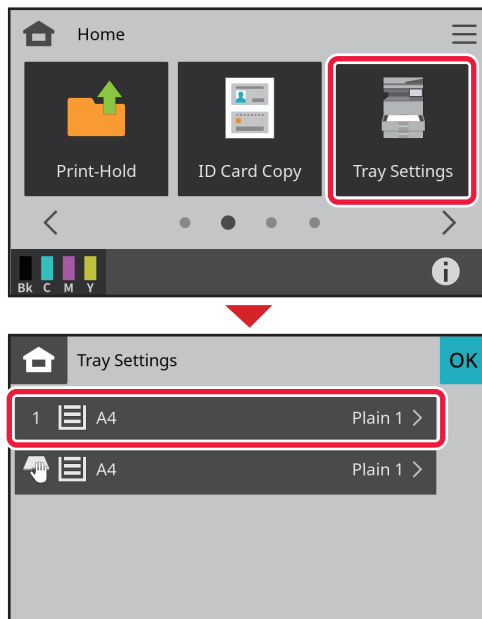 Home
Print-Hold
ID Card Copy
Tray Settings
Bk C M Y
Tray Settings
OK
1 A4 Plain 1
A4 Plain 1